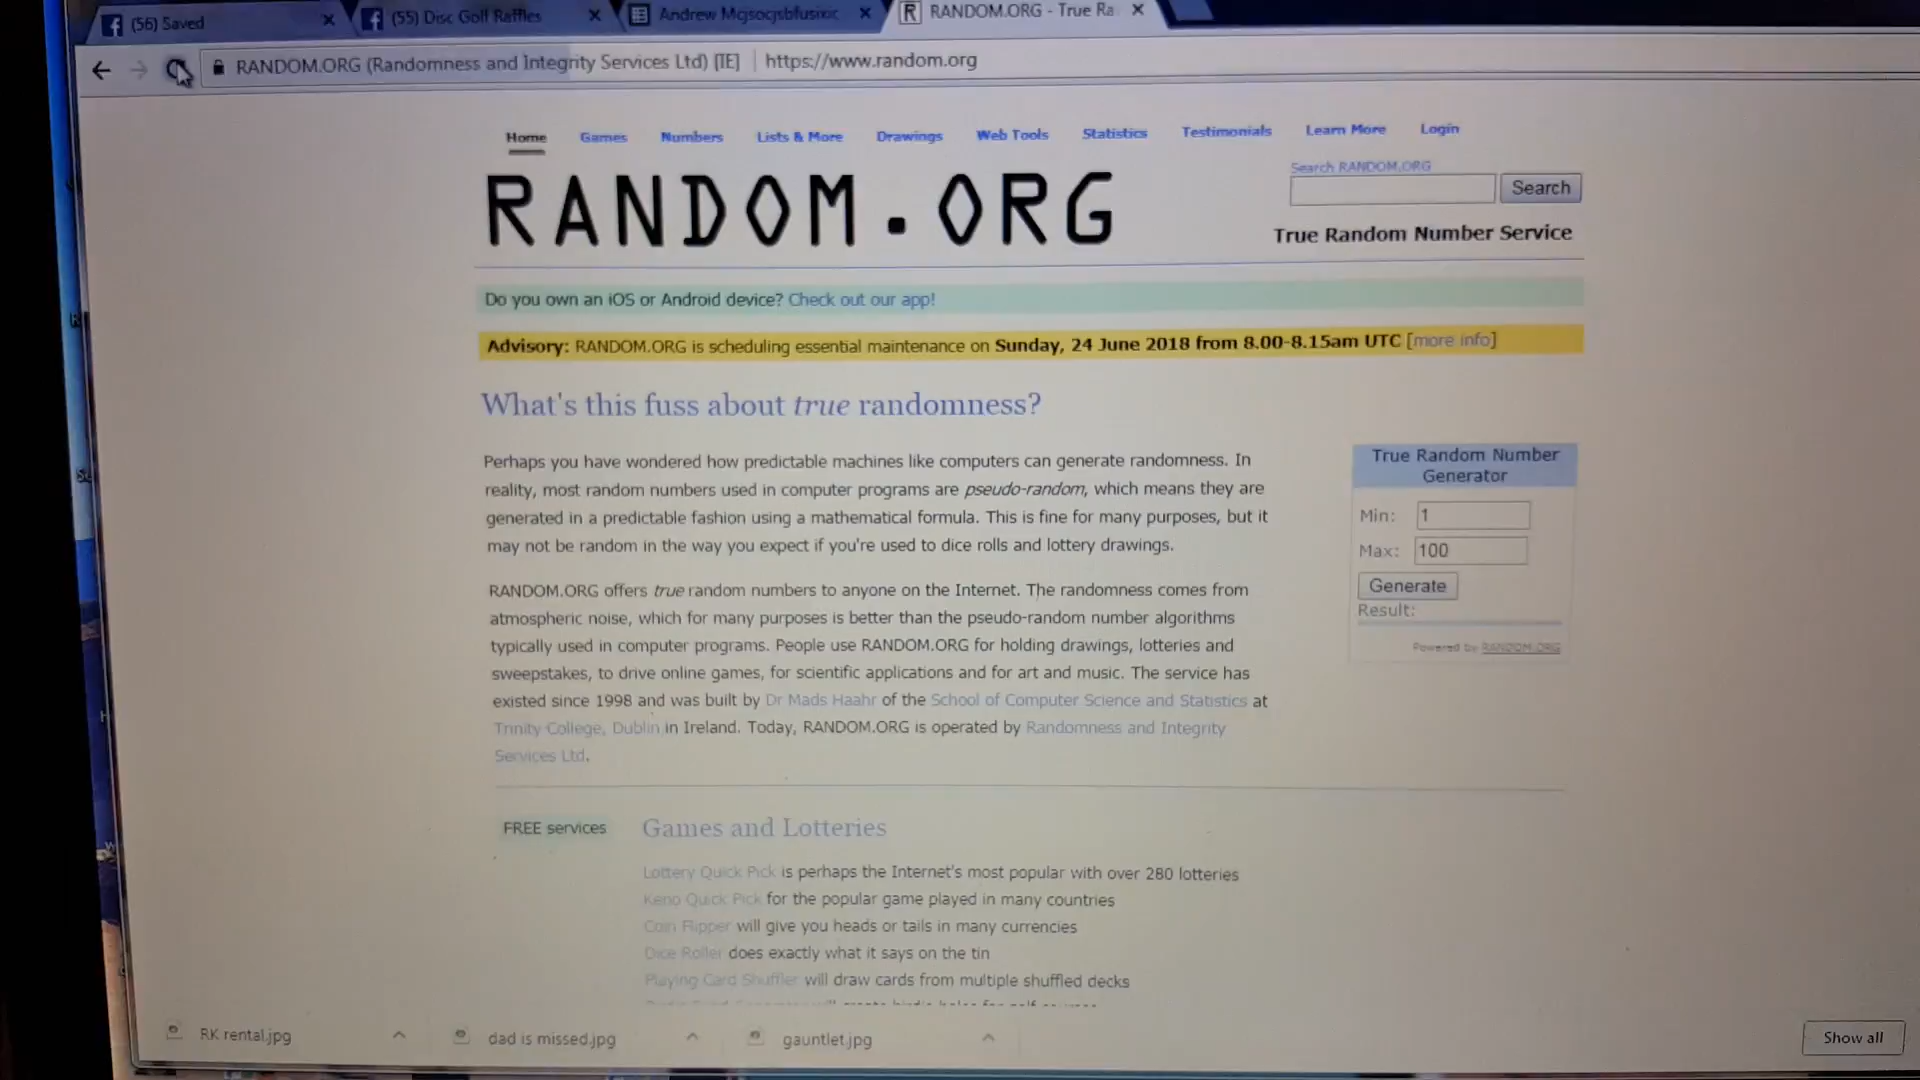 (56) Saved
(55) Disc Golf Raffles
Andrew
RANDOM.ORG - True Ra
RANDOM.ORG (Randomness and Integrity Services Ltd) [IE] https://www.random.org
Home Games Numbers Lists & More Drawings Web Tools Statistics Testimonials Learn More Login
Search RANDOM.ORG
RANDOM.ORG
Search
True Random Number Service
Do you own an iOS or Android device? Check out our app!
Advisory: RANDOM.ORG is scheduling essential maintenance on Sunday, 24 June 2018 from 8.00-8.15am UTC [more info]
What's this fuss about true randomness?
Perhaps you have wondered how predictable machines like computers can generate randomness. In
reality, most random numbers used in computer programs are pseudo-random, which means they are
generated in a predictable fashion using a mathematical formula. This is fine for many purposes, but it
may not be random in the way you expect if you're used to dice rolls and lottery drawings.
RANDOM.ORG offers true random numbers to anyone on the Internet. The randomness comes from
atmospheric noise, which for many purposes is better than the pseudo-random number algorithms
typically used in computer programs. People use RANDOM.ORG for holding drawings, lotteries and
sweepstakes, to drive online games, for scientific applications and for art and music. The service has
existed since 1998 and was built by Dr Mads Haahr of the School of Computer Science and Statistics at
Trinity College, Dublin in Ireland. Today, RANDOM.ORG is operated by Randomness and Integrity
Services Ltd.
True Random Number
Generator
Min: 1
Max: 100
Generate
Result:
Powered by RANDOM.ORG
FREE services
Games and Lotteries
Lottery Quick Pick is perhaps the Internet's most popular with over 280 lotteries
Keno Quick Pick for the popular game played in many countries
Coin Flipper will give you heads or tails in many currencies
Dice Roller does exactly what it says on the tin
Playing Card Shuffler will draw cards from multiple shuffled decks
RK rental.jpg
dad is missed.jpg
gauntlet.jpg
Show all